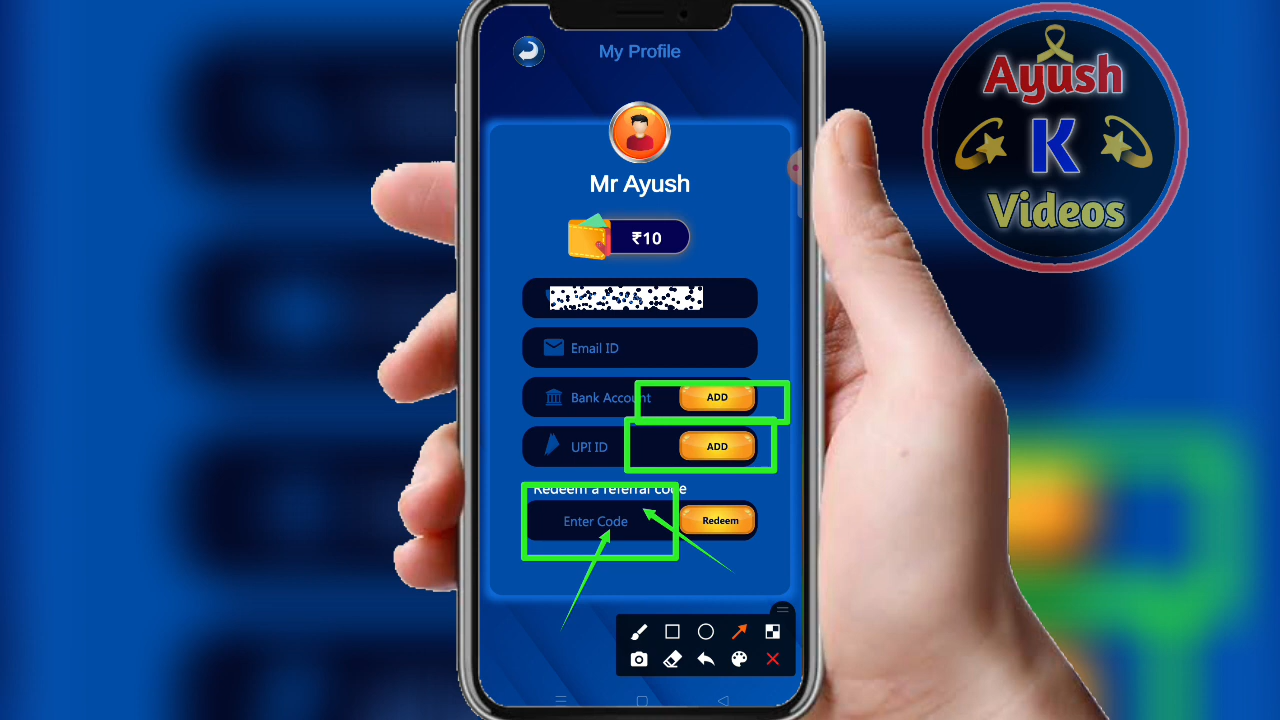 My Profile
Mr Ayush
₹10
Email ID
Bank Account ADD
UPI ID ADD
Redeem a referral code
Enter Code Redeem
Ayush
K
Videos